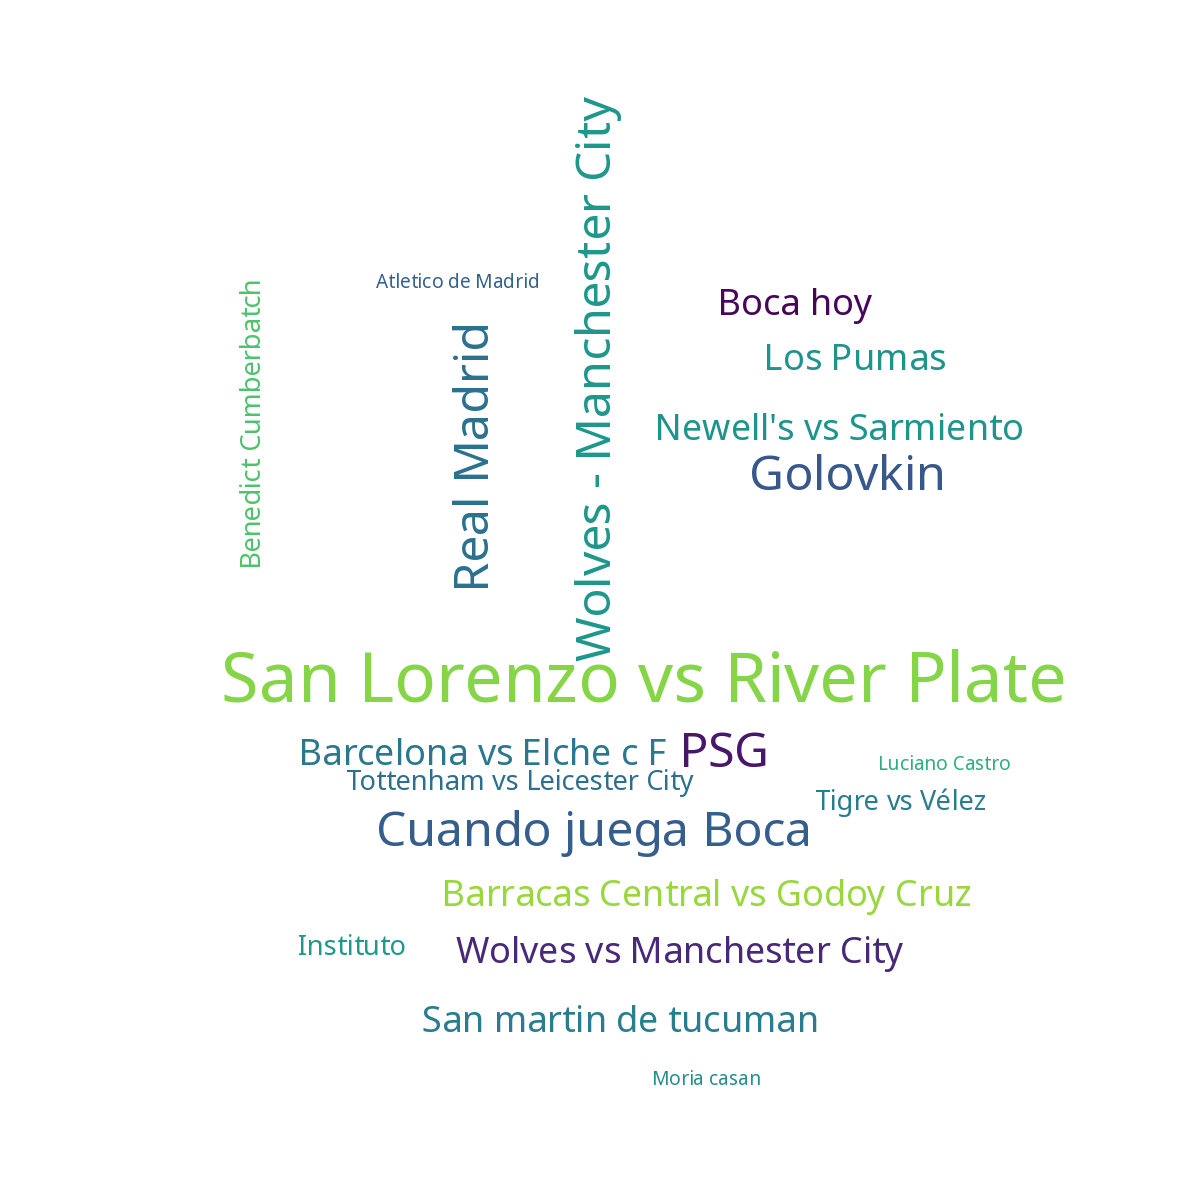 Wolves - Manchester City
Atletico de Madrid
Benedict Cumberbatch
Real Madrid
Boca hoy
Los Pumas
Newell's vs Sarmiento
Golovkin
San Lorenzo vs River Plate
Barcelona vs Elche c F
PSG
Luciano Castro
Tottenham vs Leicester City
Tigre vs Vélez
Cuando juega Boca
Barracas Central vs Godoy Cruz
Instituto
Wolves vs Manchester City
San martin de tucuman
Moria casan